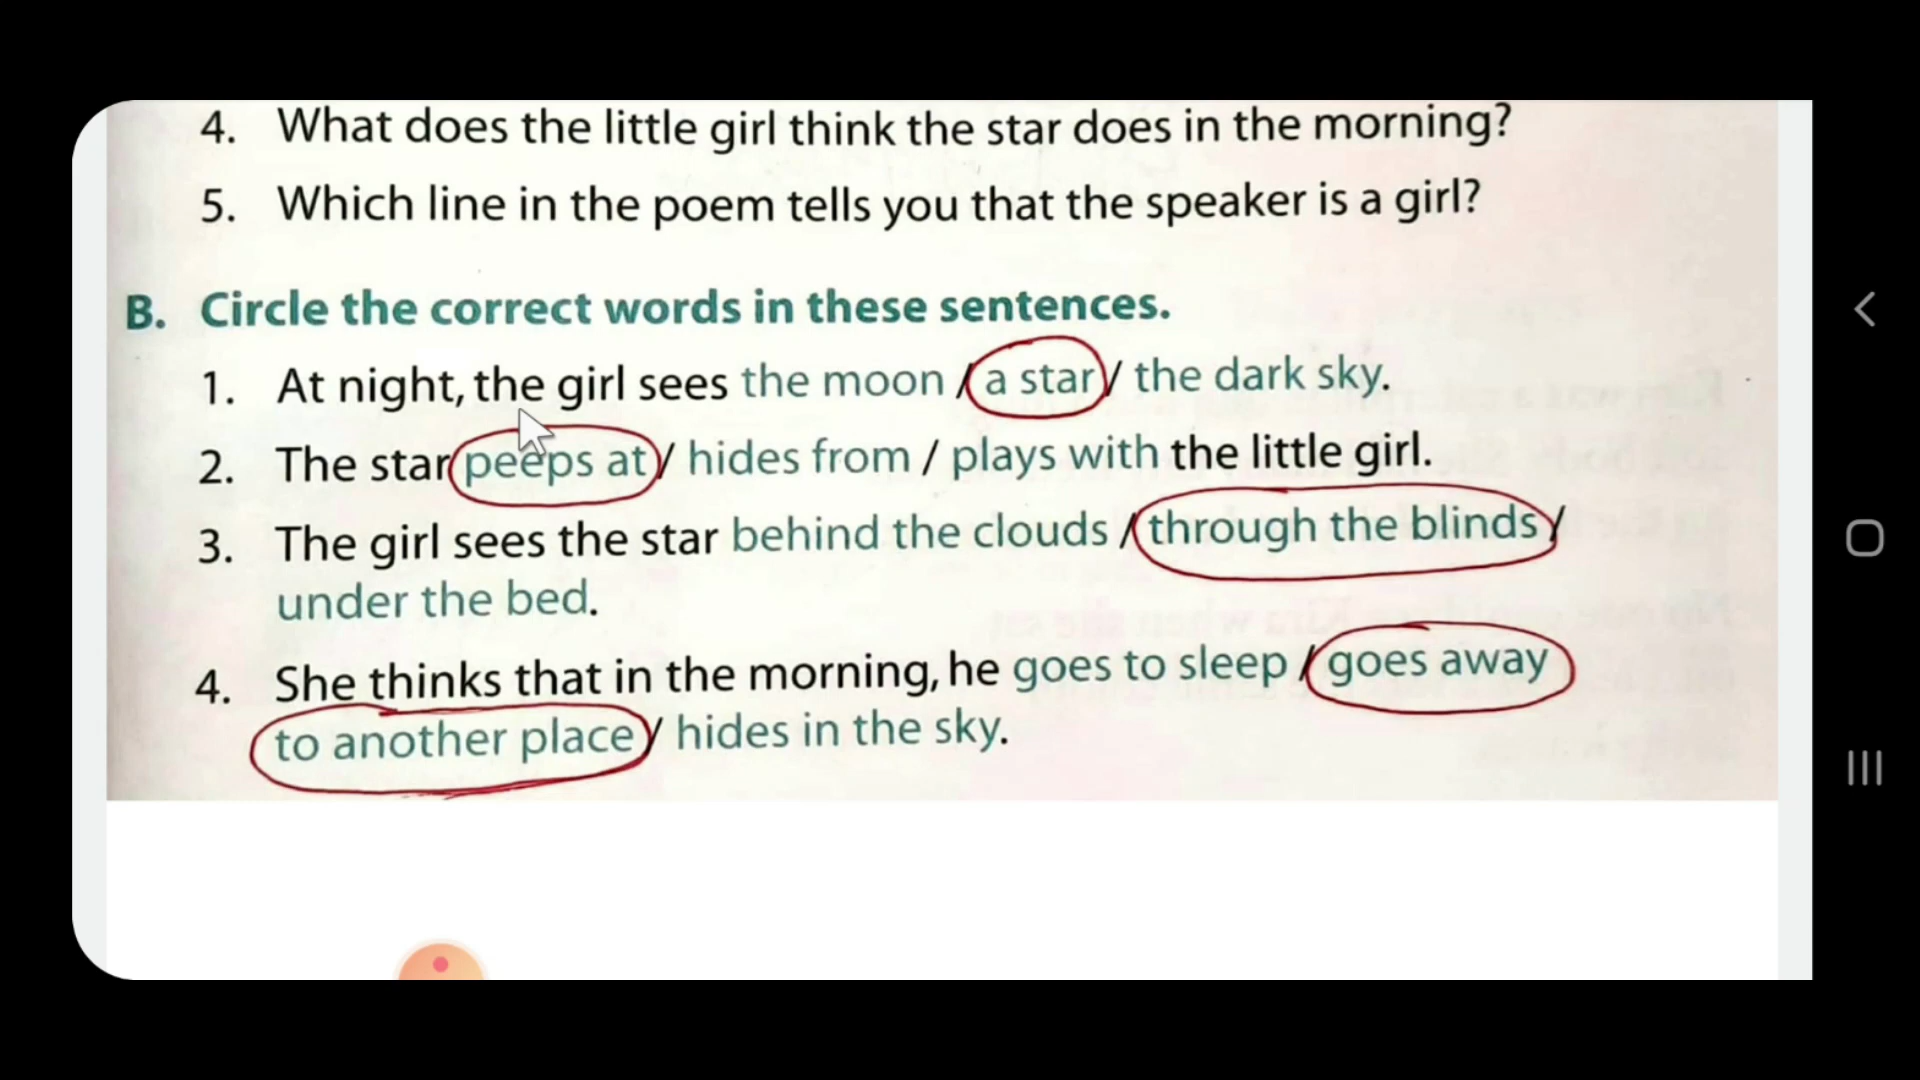 4. What does the little girl think the star does in the morning?
5. Which line in the poem tells you that the speaker is a girl?
B. Circle the correct words in these sentences.
1. At night, the girl sees the moon / a star / the dark sky.
2. The star peeps at / hides from / plays with the little girl.
3. The girl sees the star behind the clouds / through the blinds /
under the bed.
4. She thinks that in the morning, he goes to sleep / goes away
to another place / hides in the sky.